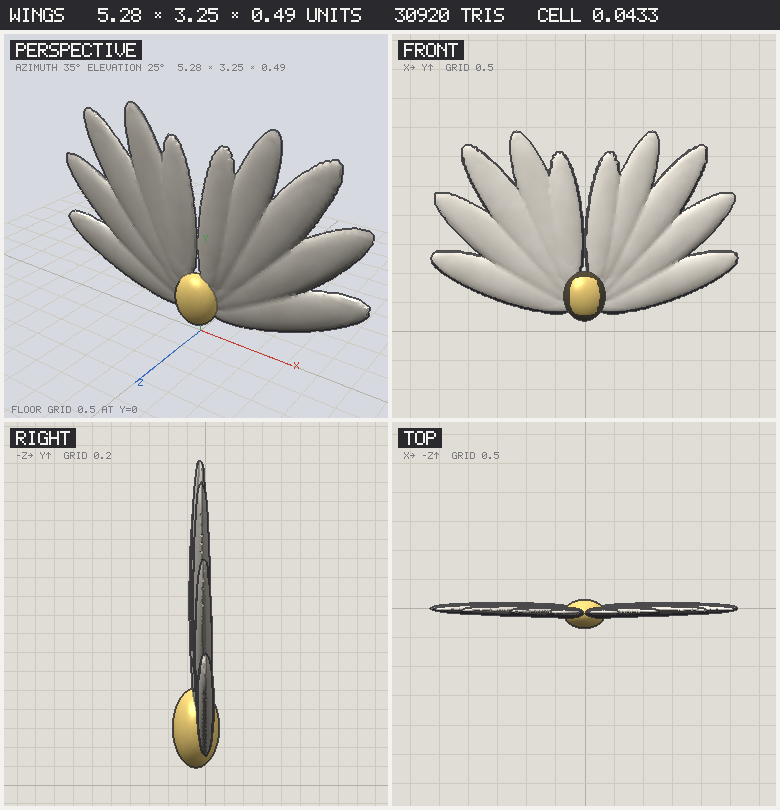 WINGS 5.28 × 3.25 × 0.49 UNITS 30920 TRIS CELL 0.0433
PERSPECTIVE
AZIMUTH 35° ELEVATION 25° 5.28 × 3.25 × 0.49
X
Z
FLOOR GRID 0.5 AT Y=0
FRONT
X→ Y↑ GRID 0.5
RIGHT
-Z→ Y↑ GRID 0.2
TOP
X→ -Z↑ GRID 0.5